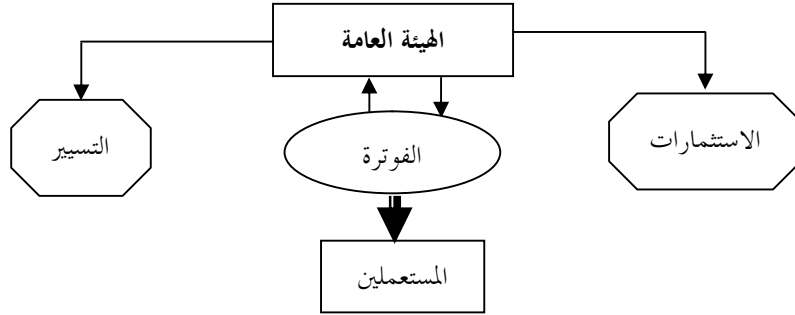 الهيئة العامة
الاستثمارات
الفوترة
التسيير
المستعملين